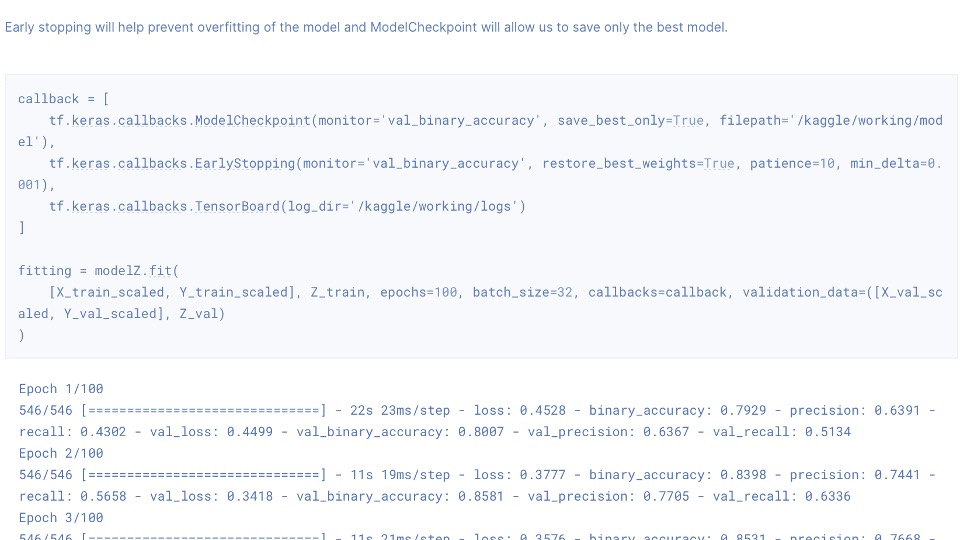 Early stopping will help prevent overfitting of the model and ModelCheckpoint will allow us to save only the best model.
callback = [
    tf.keras.callbacks.ModelCheckpoint(monitor='val_binary_accuracy', save_best_only=True, filepath='/kaggle/working/mod
el'),
    tf.keras.callbacks.EarlyStopping(monitor='val_binary_accuracy', restore_best_weights=True, patience=10, min_delta=0.
001),
    tf.keras.callbacks.TensorBoard(log_dir='/kaggle/working/logs')
]
fitting = modelZ.fit(
    [X_train_scaled, Y_train_scaled], Z_train, epochs=100, batch_size=32, callbacks=callback, validation_data=([X_val_sc
aled, Y_val_scaled], Z_val)
)
Epoch 1/100
546/546 [==============================] - 22s 23ms/step - loss: 0.4528 - binary_accuracy: 0.7929 - precision: 0.6391 -
recall: 0.4302 - val_loss: 0.4499 - val_binary_accuracy: 0.8007 - val_precision: 0.6367 - val_recall: 0.5134
Epoch 2/100
546/546 [==============================] - 11s 19ms/step - loss: 0.3777 - binary_accuracy: 0.8398 - precision: 0.7441 -
recall: 0.5658 - val_loss: 0.3418 - val_binary_accuracy: 0.8581 - val_precision: 0.7705 - val_recall: 0.6336
Epoch 3/100
546/546 [==============================] - 11s 21ms/step - loss: 0.3576 - binary_accuracy: 0.8531 - precision: 0.7668 -